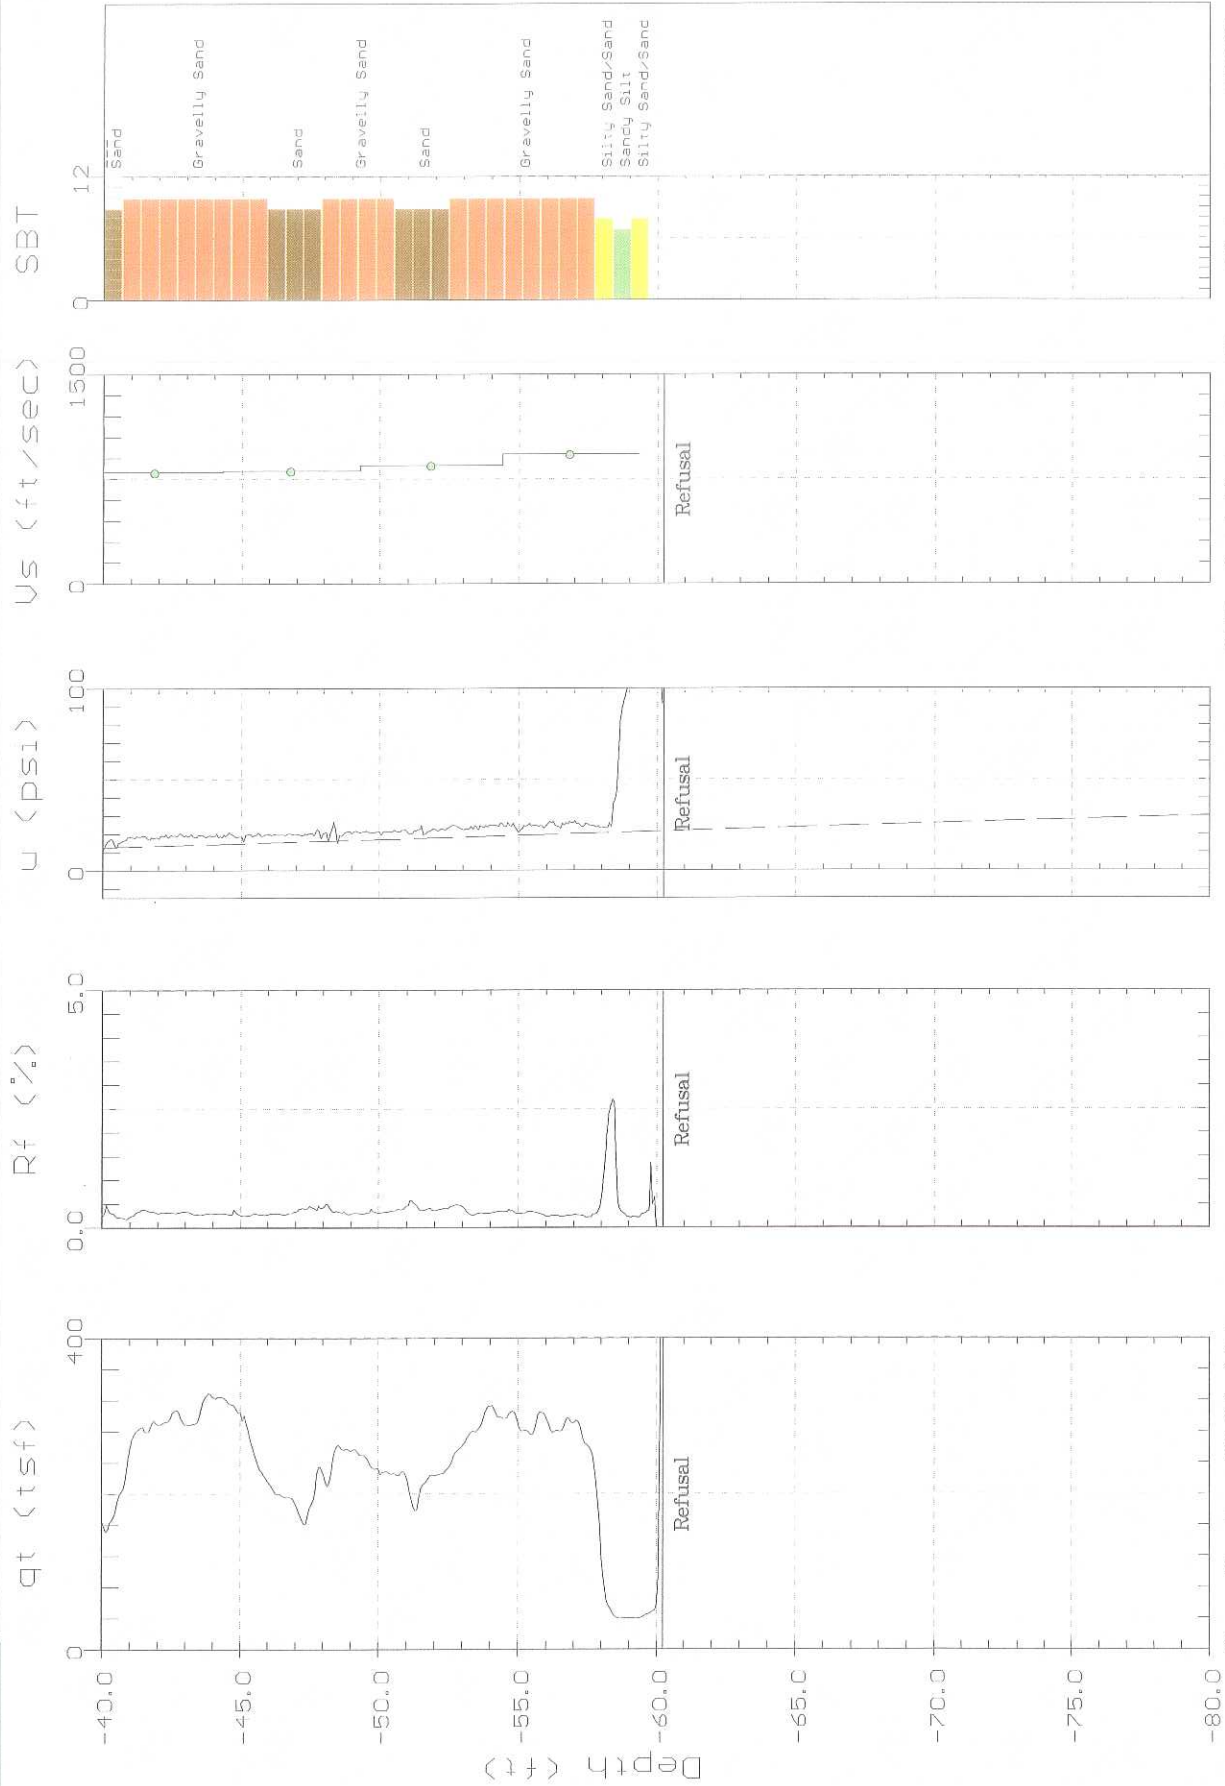 qt (tsf)
Rf (%)
u (psi)
Vs (ft/sec)
SBT
0
400
0.0
5.0
0
100
0
1500
0
12
-40.0
-45.0
-50.0
-55.0
-60.0
-65.0
-70.0
-75.0
-80.0
Depth (ft)
Sand
Gravelly Sand
Sand
Gravelly Sand
Sand
Gravelly Sand
Silty Sand/Sand
Sandy Silt
Silty Sand/Sand
Refusal
Refusal
Refusal
Refusal